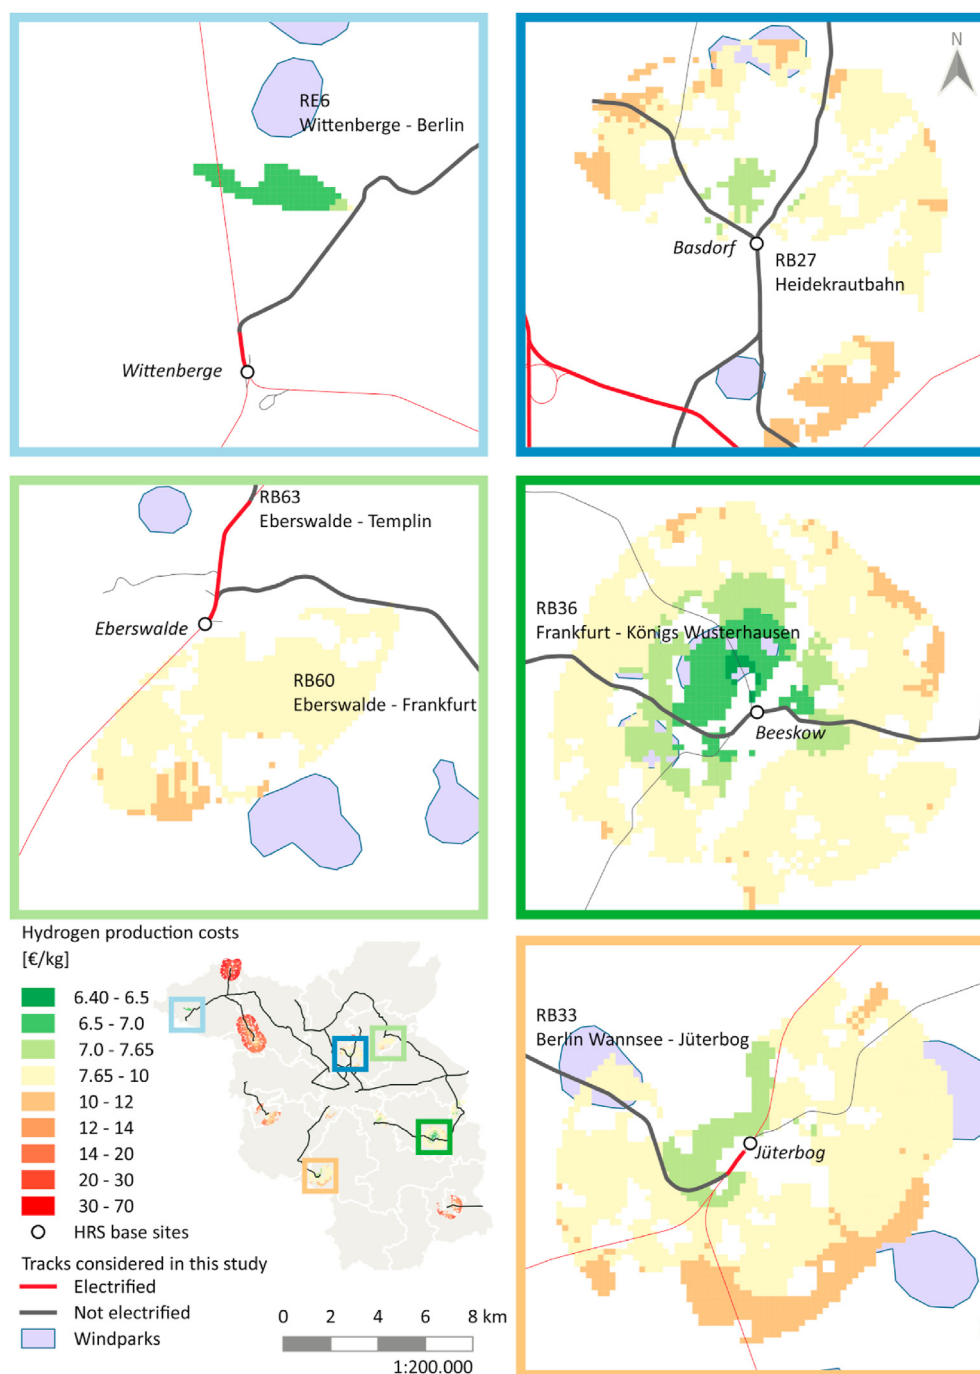 RE6
Wittenberge - Berlin
Wittenberge
N
Basdorf
RB27
Heidekrautbahn
RB63
Eberswalde - Templin
Eberswalde
RB60
Eberswalde - Frankfurt
RB36
Frankfurt - Königs Wusterhausen
Beeskow
Hydrogen production costs
[€/kg]
6.40 - 6.5
6.5 - 7.0
7.0 - 7.65
7.65 - 10
10 - 12
12 - 14
14 - 20
20 - 30
30 - 70
HRS base sites
Tracks considered in this study
Electrified
Not electrified
Windparks
0 2 4 6 8 km
1:200.000
RB33
Berlin Wannsee - Jüterbog
Jüterbog